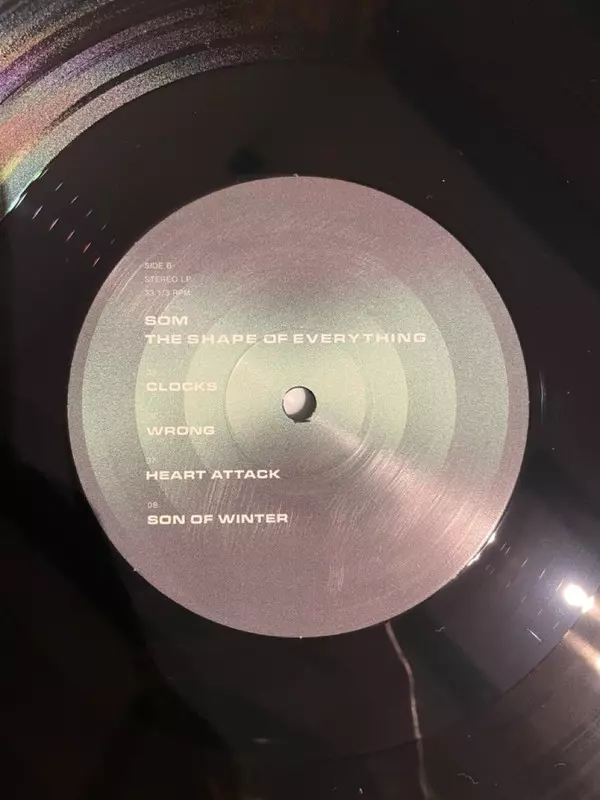 SIDE B
STEREO LP
33 1/3 RPM
SOM
THE SHAPE OF EVERYTHING
CLOCKS
WRONG
07
HEART ATTACK
08
SON OF WINTER